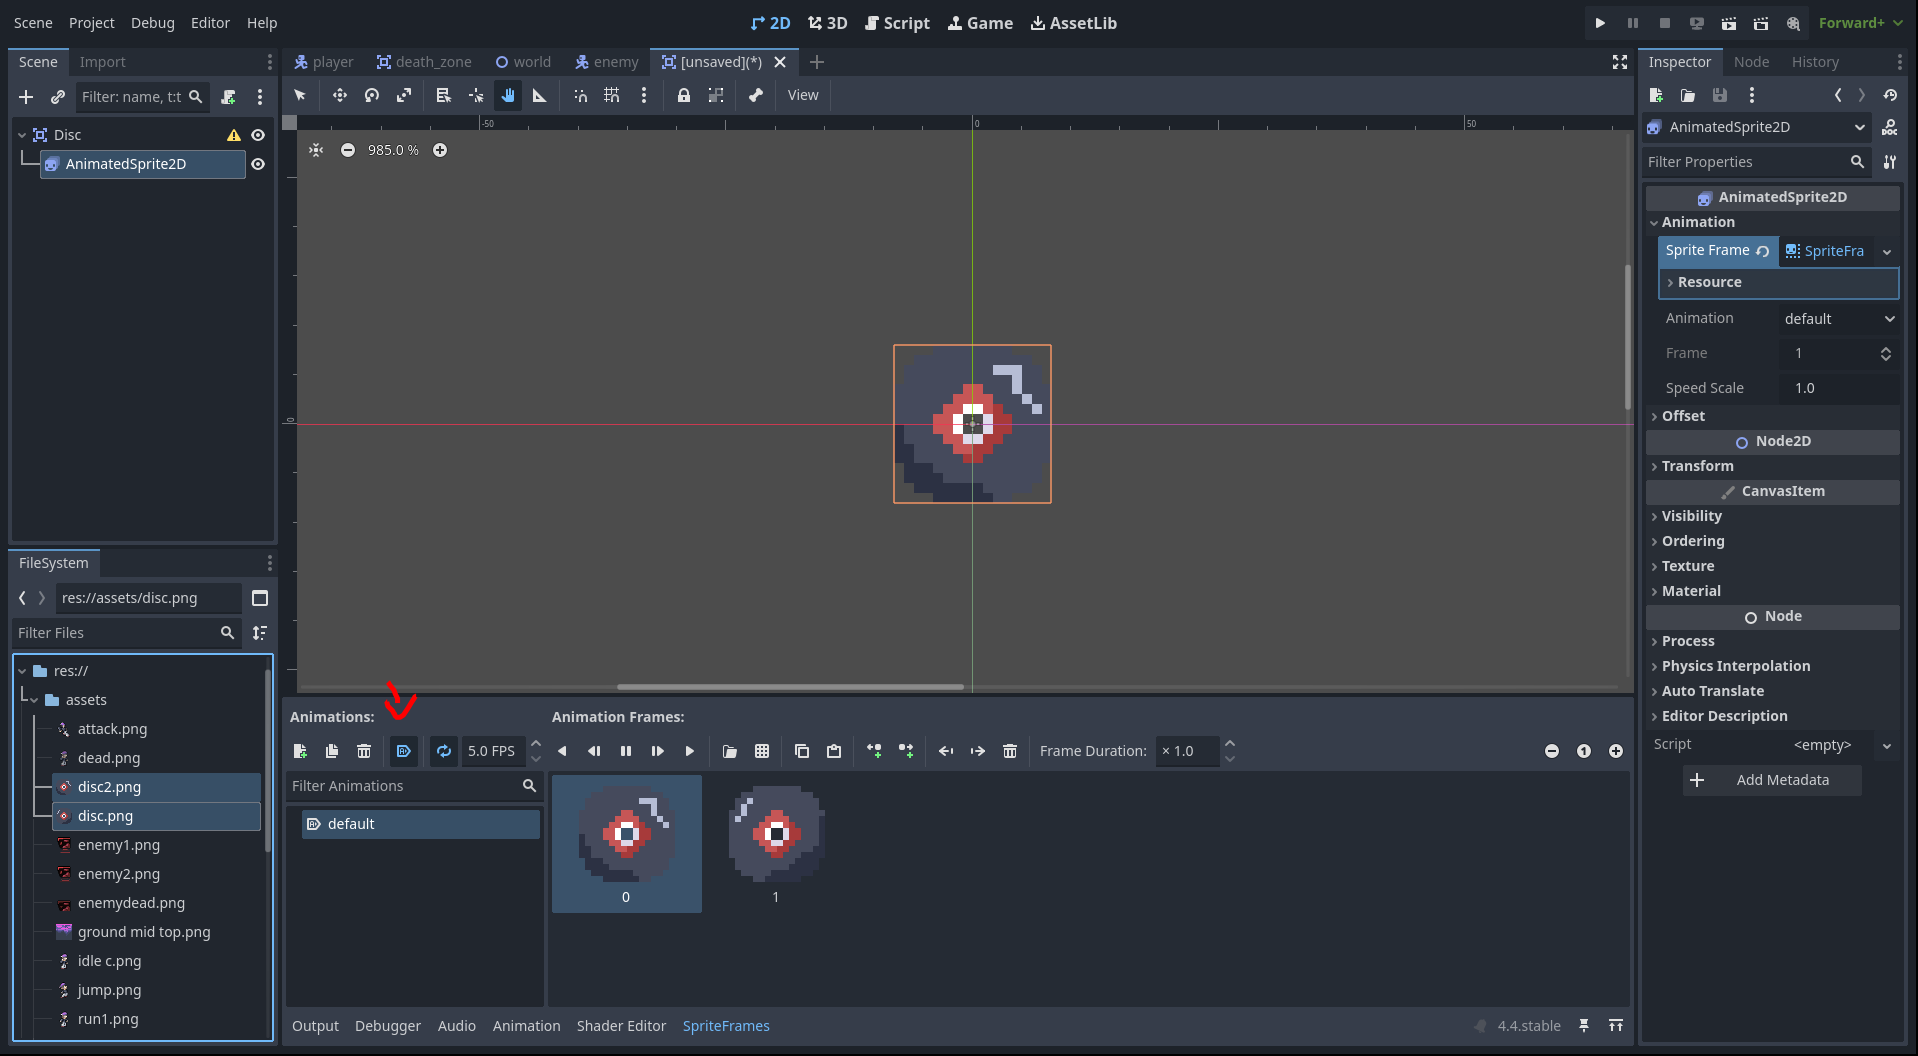 Scene Project Debug Editor Help
2D 3D Script Game AssetLib
Forward+
Scene Import
Filter: name, t:t
Disc
AnimatedSprite2D
FileSystem
res://assets/disc.png
Filter Files
res://
assets
attack.png
dead.png
disc2.png
disc.png
enemy1.png
enemy2.png
enemydead.png
ground mid top.png
idle c.png
jump.png
run1.png
player death_zone world enemy [unsaved](*)
View
-50 0 50
985.0 %
0
Animations:
5.0 FPS
Filter Animations
default
Animation Frames:
Frame Duration: × 1.0
0 1
Output Debugger Audio Animation Shader Editor SpriteFrames
4.4.stable
Inspector Node History
AnimatedSprite2D
DOC
Filter Properties
AnimatedSprite2D
Animation
Sprite Frame SpriteFra
Resource
Animation default
Frame 1
Speed Scale 1.0
Offset
Node2D
Transform
CanvasItem
Visibility
Ordering
Texture
Material
Node
Process
Physics Interpolation
Auto Translate
Editor Description
Script <empty>
Add Metadata